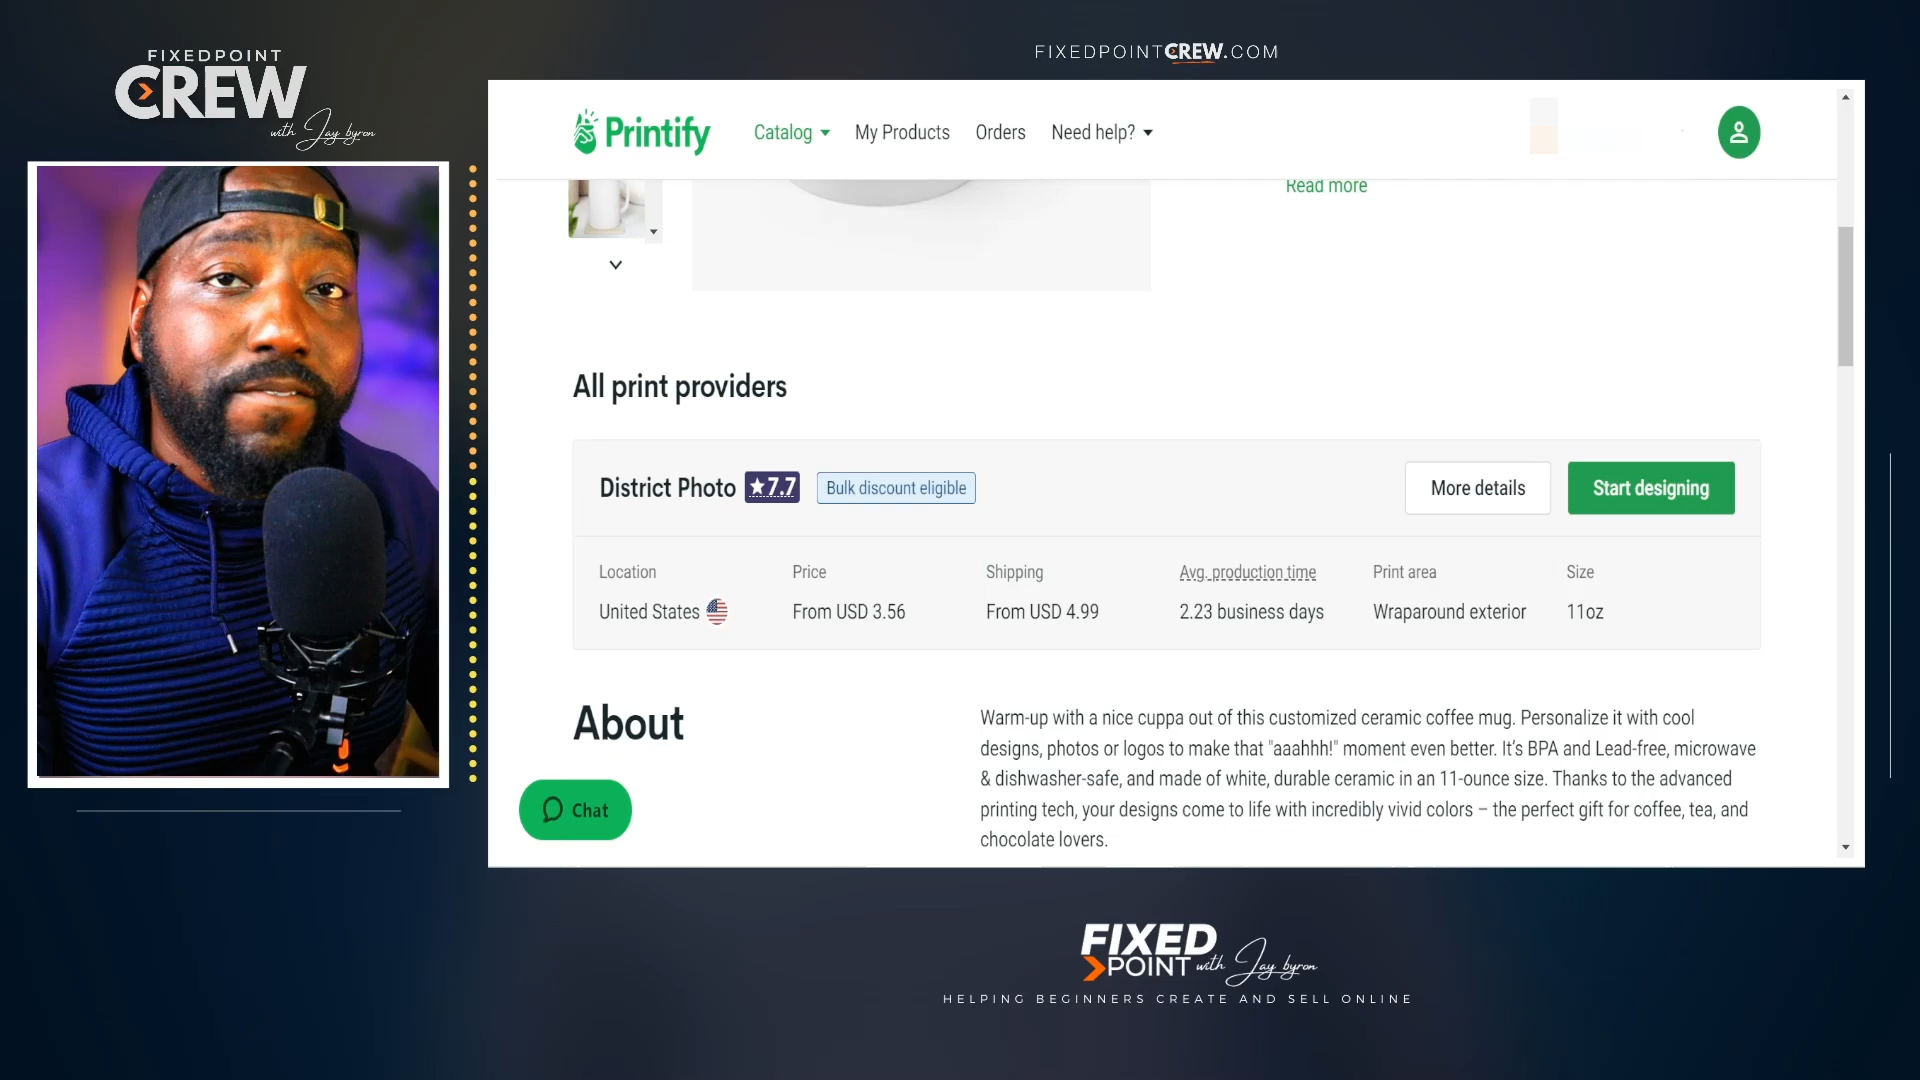 FIXEDPOINT
CREW
with Jay byron
FIXEDPOINTCREW.COM
Printify
Catalog
My Products
Orders
Need help?
Read more
All print providers
District Photo
★7.7
Bulk discount eligible
More details
Start designing
Location
Price
Shipping
Avg. production time
Print area
Size
United States
From USD 3.56
From USD 4.99
2.23 business days
Wraparound exterior
11oz
About
Warm-up with a nice cuppa out of this customized ceramic coffee mug. Personalize it with cool
designs, photos or logos to make that "aaahhh!" moment even better. It's BPA and Lead-free, microwave
& dishwasher-safe, and made of white, durable ceramic in an 11-ounce size. Thanks to the advanced
printing tech, your designs come to life with incredibly vivid colors – the perfect gift for coffee, tea, and
chocolate lovers.
Chat
FIXED
POINT with Jay byron
HELPING BEGINNERS CREATE AND SELL ONLINE